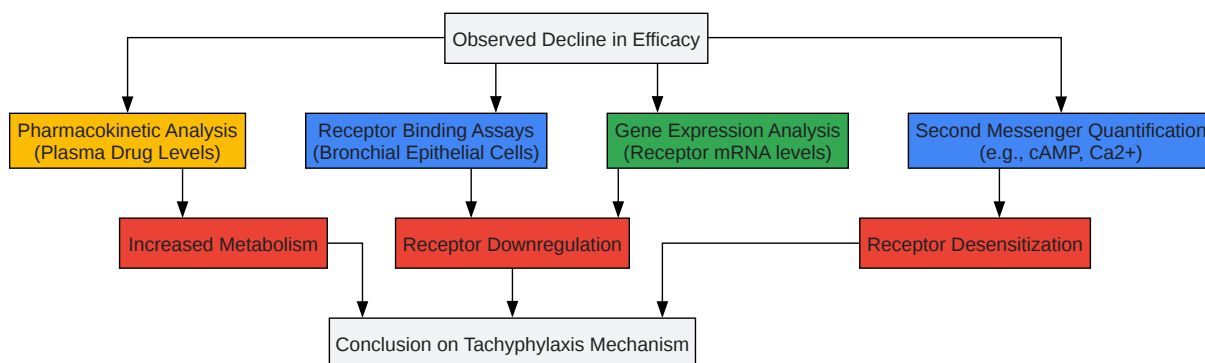 Observed Decline in Efficacy
Pharmacokinetic Analysis
(Plasma Drug Levels)
Receptor Binding Assays
(Bronchial Epithelial Cells)
Gene Expression Analysis
(Receptor mRNA levels)
Second Messenger Quantification
(e.g., cAMP, Ca2+)
Increased Metabolism
Receptor Downregulation
Receptor Desensitization
Conclusion on Tachyphylaxis Mechanism